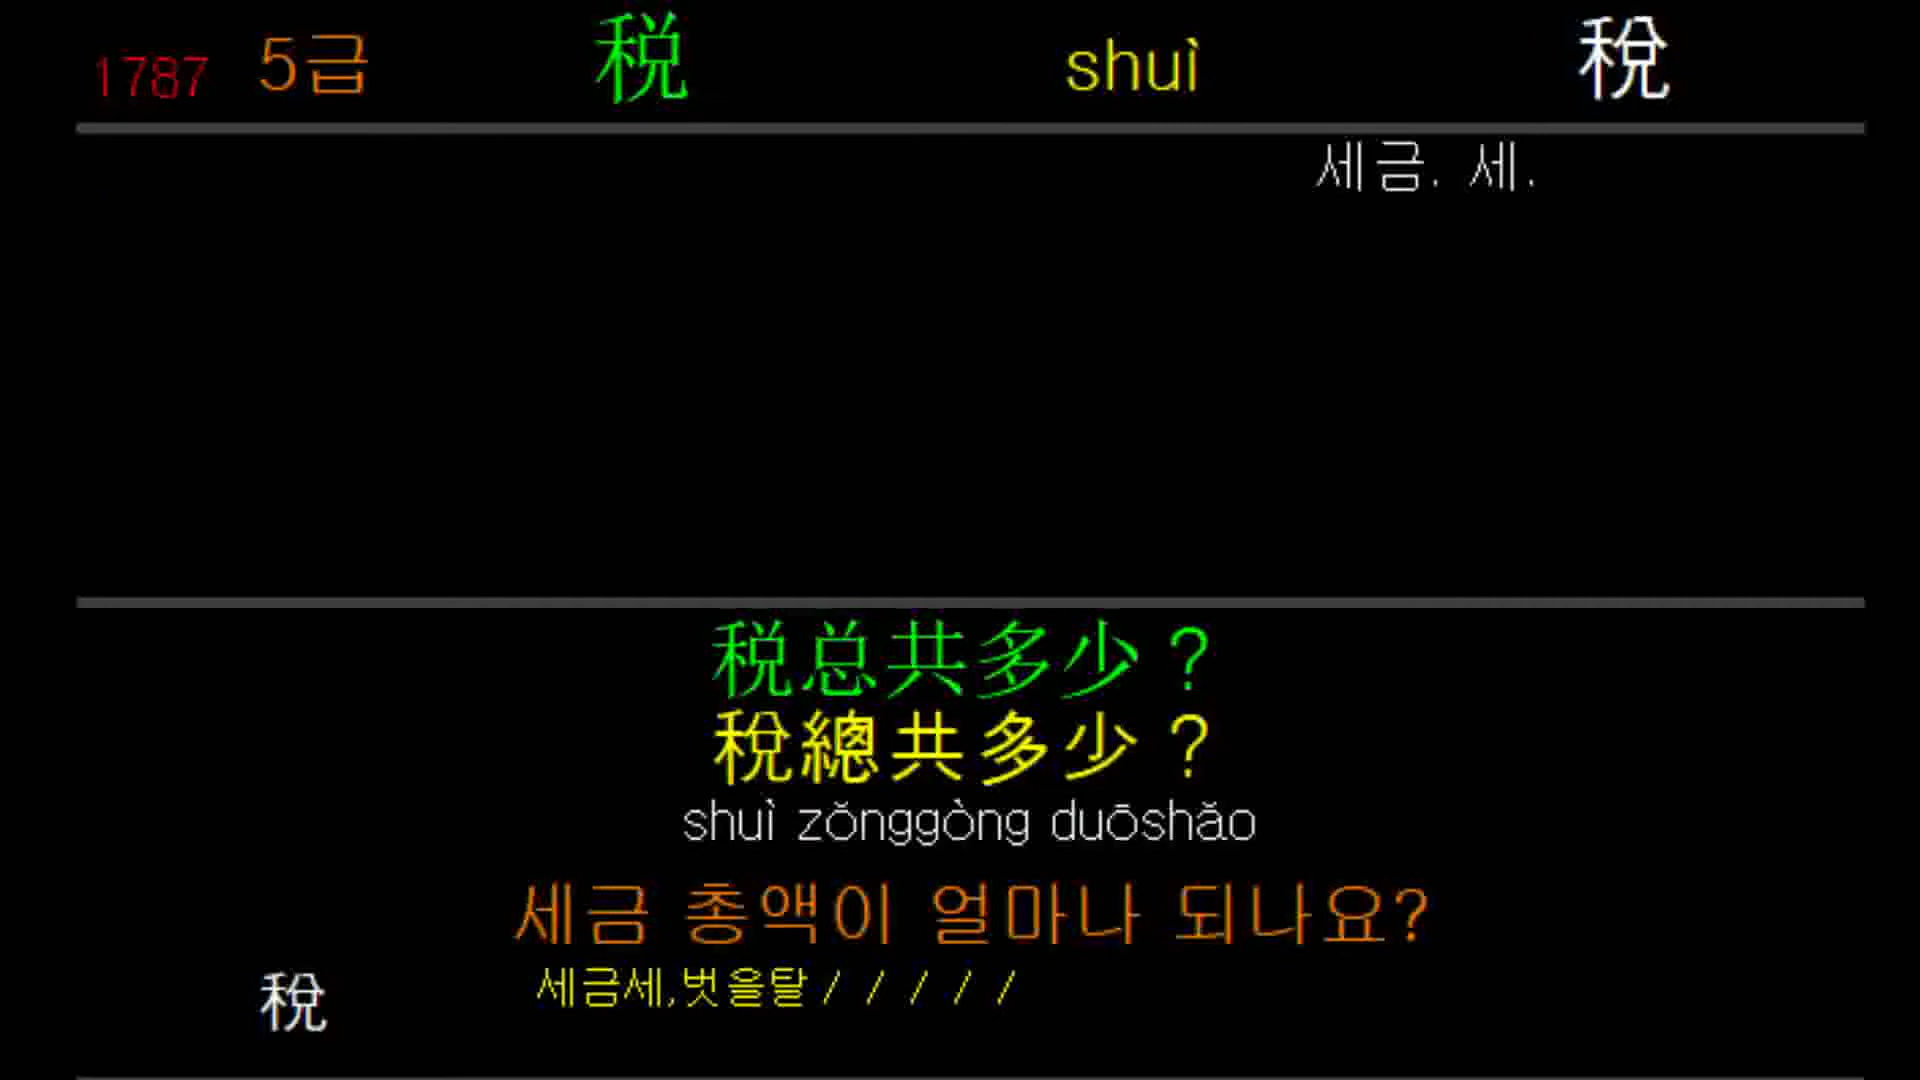 1787 5급 税 shuì 稅
세금. 세.
税总共多少？
稅總共多少？
shuì zǒnggòng duōshǎo
세금 총액이 얼마나 되나요?
稅 세금세,벗을탈/////